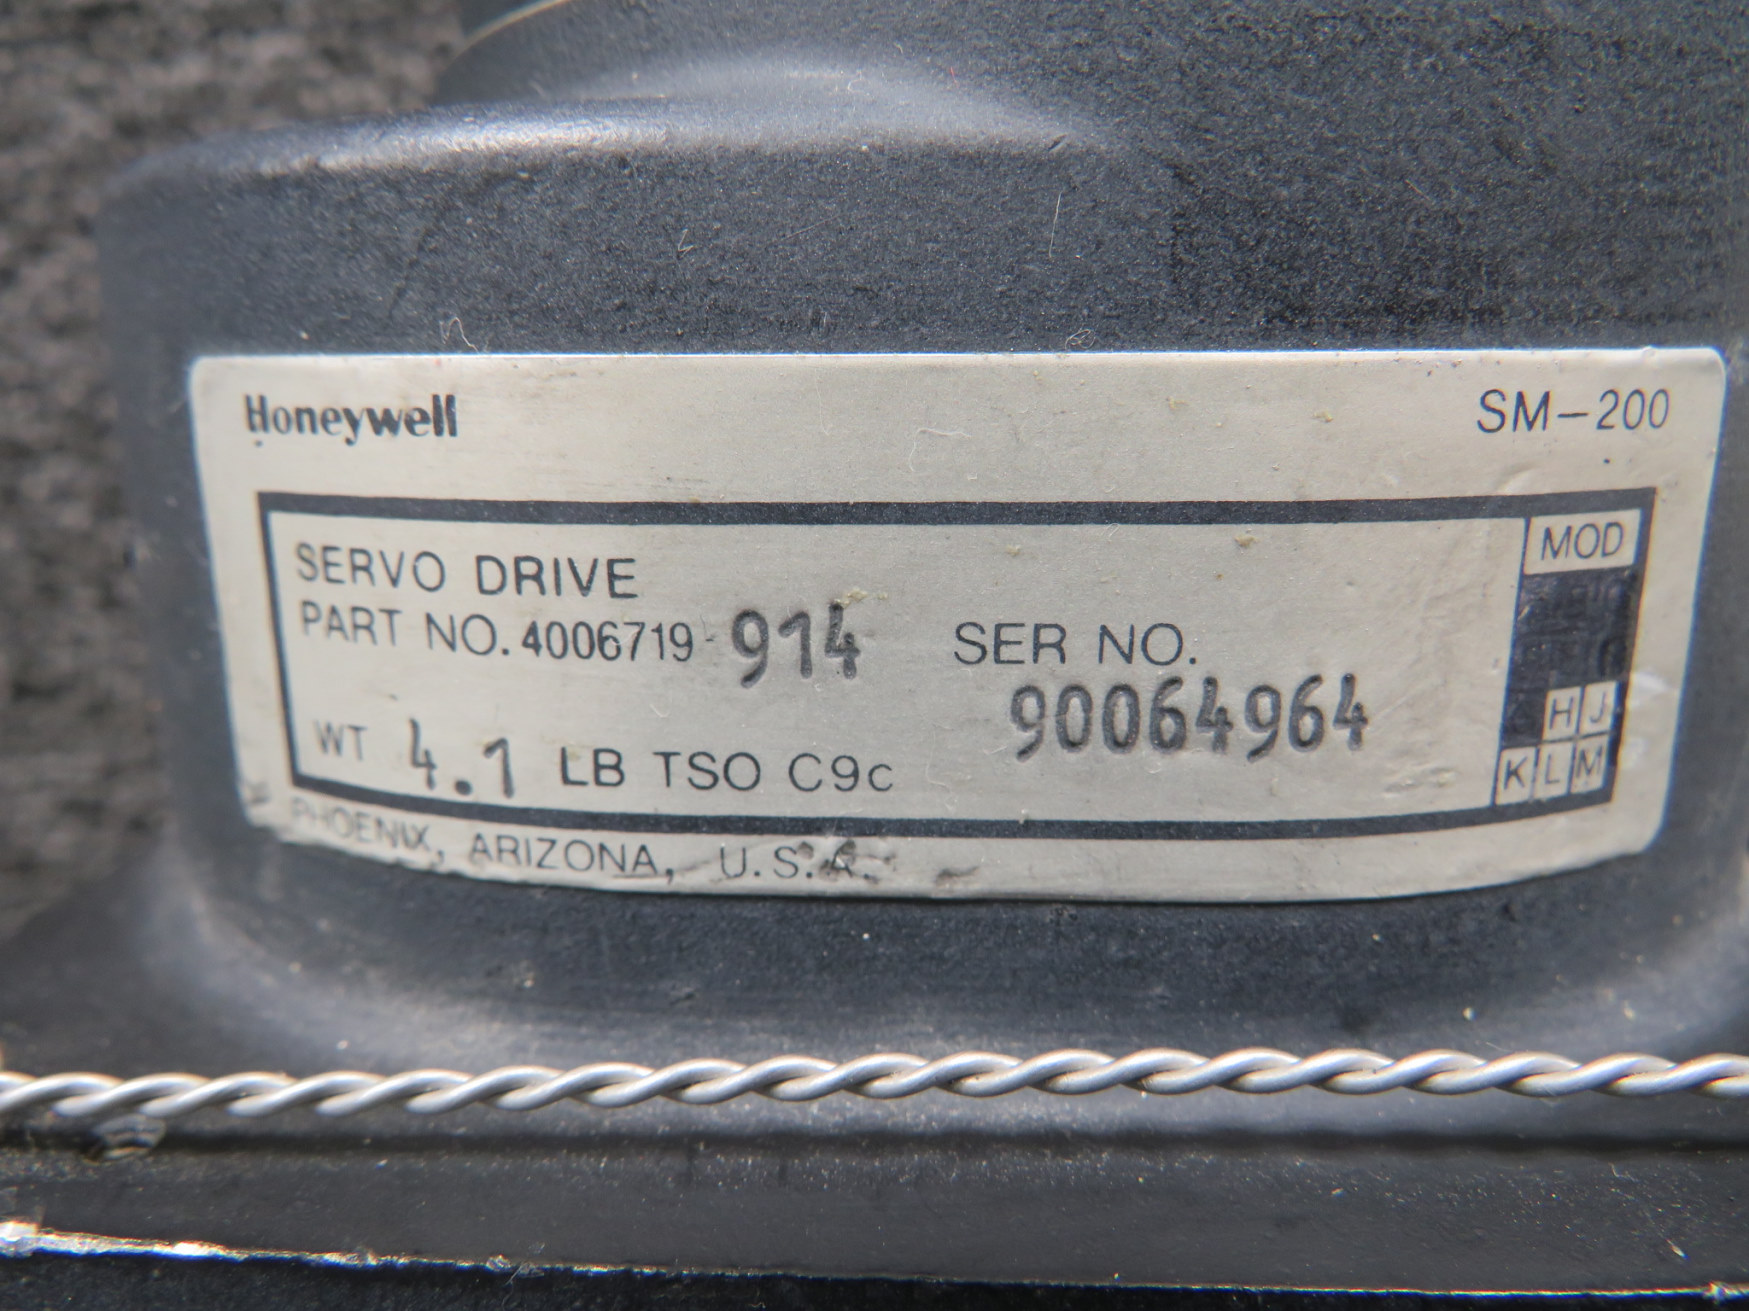 Honeywell
SM-200
SERVO DRIVE
PART NO. 4006719-914
SER NO.
90064964
WT 4.1 LB TSO C9c
MOD
H J
K L M
PHOENIX, ARIZONA, U.S.A.